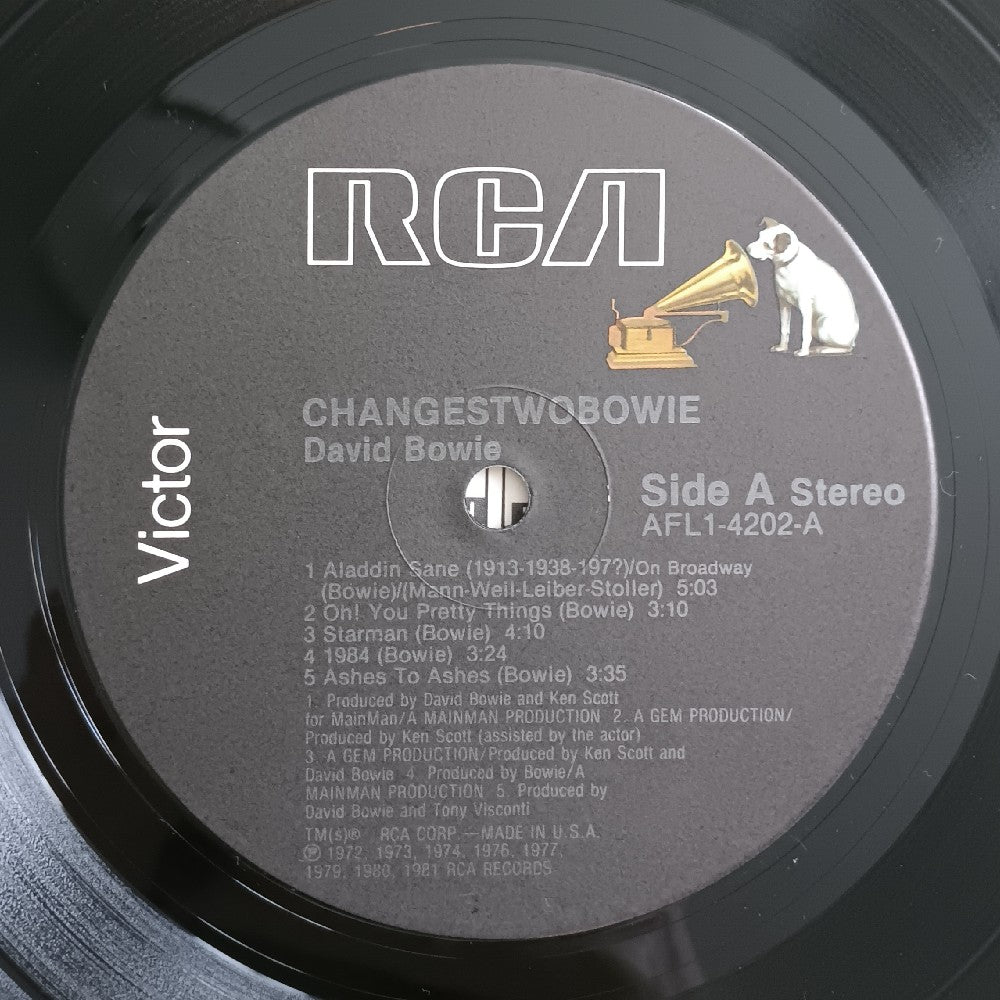 RCA
Victor
CHANGESTWOBOWIE
David Bowie
Side A Stereo
AFL1-4202-A
1 Aladdin Sane (1913-1938-197?)/On Broadway
(Bowie)/(Mann-Weil-Leiber-Stoller) 5:03
2 Oh! You Pretty Things (Bowie) 3:10
3 Starman (Bowie) 4:10
4 1984 (Bowie) 3:24
5 Ashes To Ashes (Bowie) 3:35
1. Produced by David Bowie and Ken Scott
for MainMan/A MAINMAN PRODUCTION 2. A GEM PRODUCTION/
Produced by Ken Scott (assisted by the actor)
3. A GEM PRODUCTION/Produced by Ken Scott and
David Bowie 4. Produced by Bowie/A
MAINMAN PRODUCTION 5. Produced by
David Bowie and Tony Visconti
TM(s)® RCA CORP.—MADE IN U.S.A.
℗ 1972, 1973, 1974, 1976, 1977,
1979, 1980, 1981 RCA RECORDS